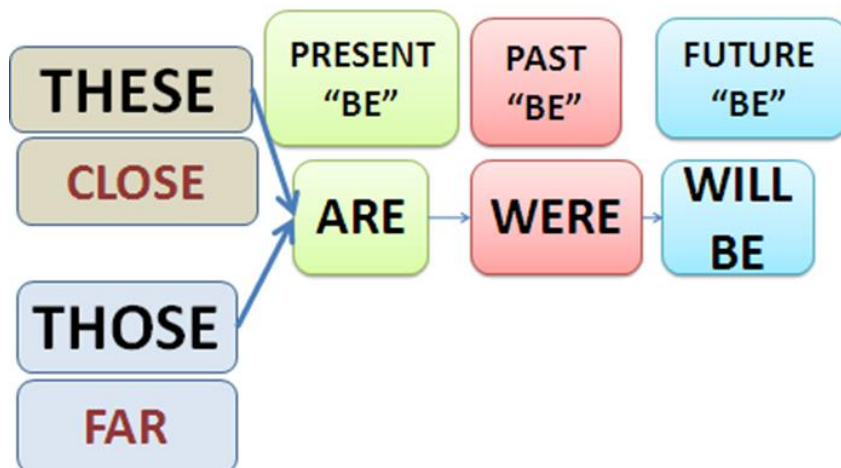 THESE
CLOSE
PRESENT
“BE”
PAST
“BE”
FUTURE
“BE”
ARE
WERE
WILL
BE
THOSE
FAR